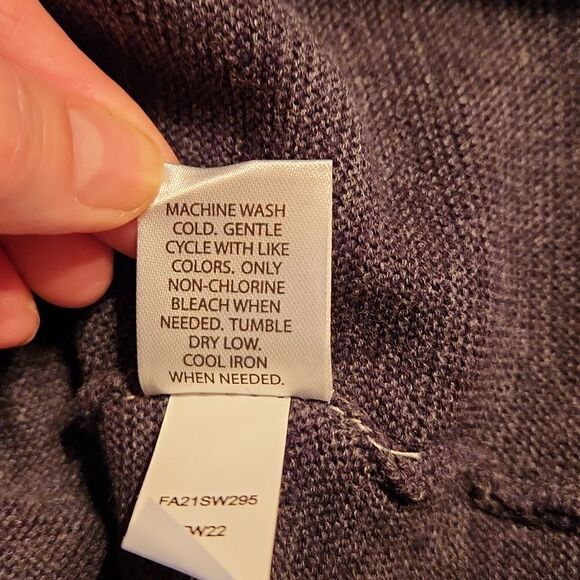 MACHINE WASH
COLD. GENTLE
CYCLE WITH LIKE
COLORS. ONLY
NON-CHLORINE
BLEACH WHEN
NEEDED. TUMBLE
DRY LOW.
COOL IRON
WHEN NEEDED.
FA21SW295